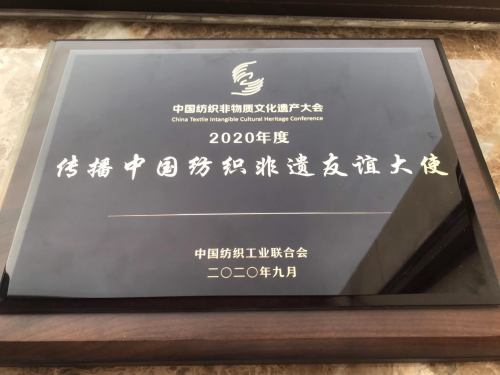 中国纺织非物质文化遗产大会
China Textile Intangible Cultural Heritage Conference
2020年度
传播中国纺织非遗友谊大使
中国纺织工业联合会
二〇二〇年九月